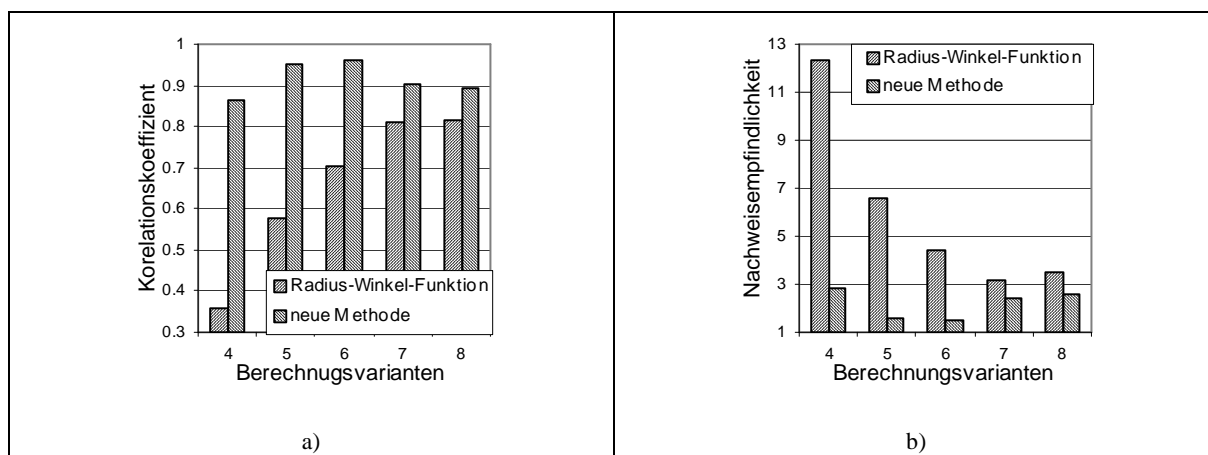 Korelationskoeffizient
1
0.9
0.8
0.7
0.6
0.5
0.4
0.3
Radius-Winkel-Funktion
neue Methode
4 5 6 7 8
Berechnugsvarianten
a)
Nachweisempfindlichkeit
13
11
9
7
5
3
1
Radius-Winkel-Funktion
neue Methode
4 5 6 7 8
Berechnungsvarianten
b)